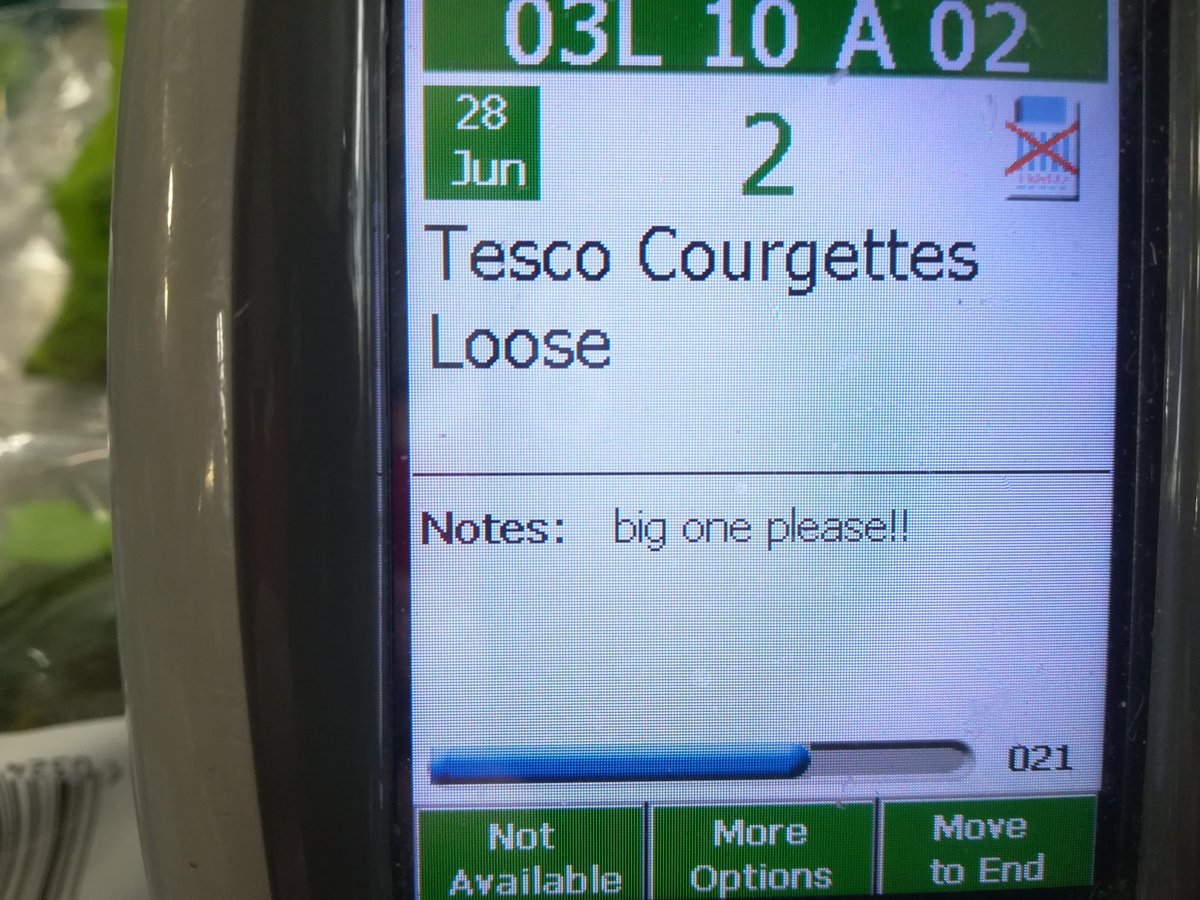 03L 10 A 02
28
Jun
2
Tesco Courgettes
Loose
Notes: big one please!!
021
Not
Available
More
Options
Move
to End